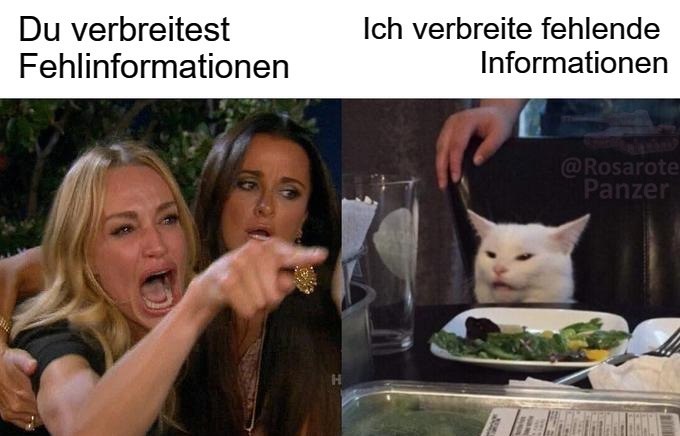 Du verbreitest
Fehlinformationen
Ich verbreite fehlende
Informationen
@Rosarote
Panzer